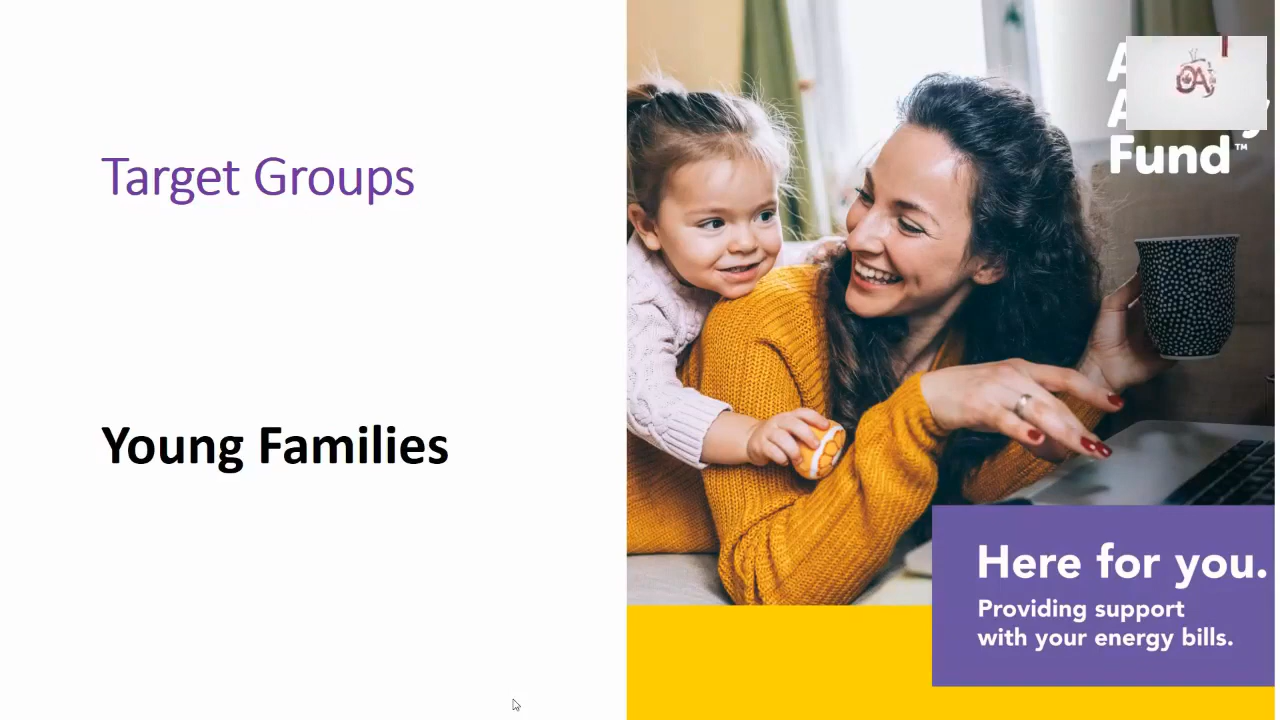 Target Groups
Young Families
Fund™
Here for you.
Providing support
with your energy bills.